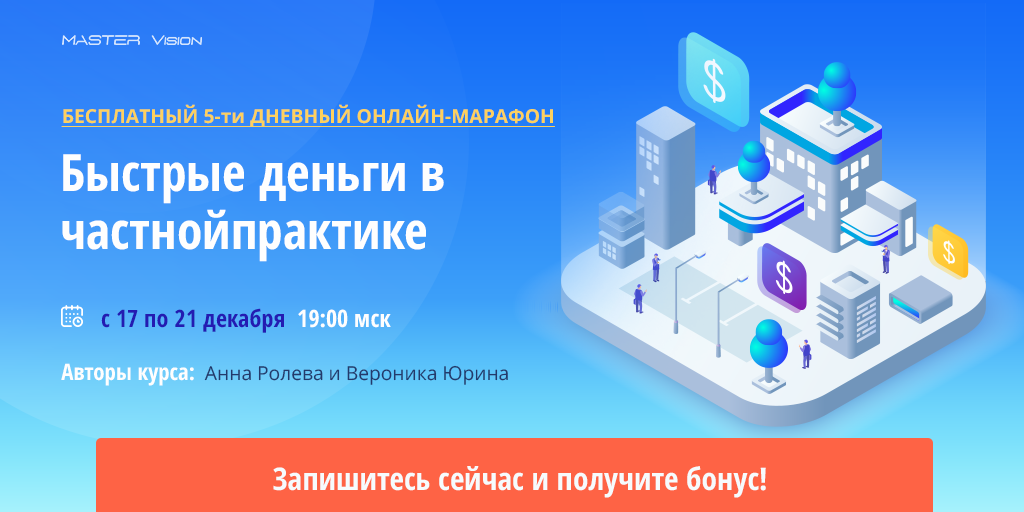 MASTER VISION
БЕСПЛАТНЫЙ 5-ти ДНЕВНЫЙ ОНЛАЙН-МАРАФОН
Быстрые деньги в
частнойпрактике
с 17 по 21 декабря 19:00 мск
Авторы курса: Анна Ролева и Вероника Юрина
$
$
$
Запишитесь сейчас и получите бонус!